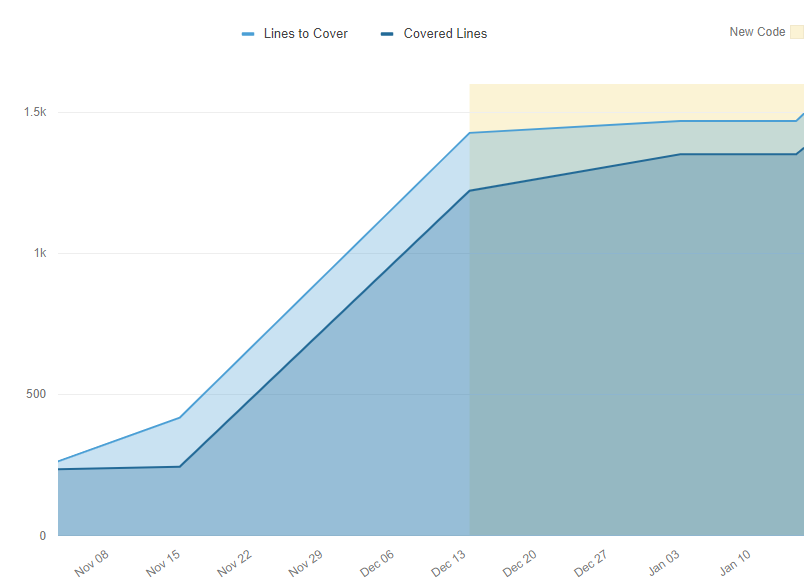 Lines to Cover Covered Lines New Code
1.5k
1k
500
0
Nov 08 Nov 15 Nov 22 Nov 29 Dec 06 Dec 13 Dec 20 Dec 27 Jan 03 Jan 10